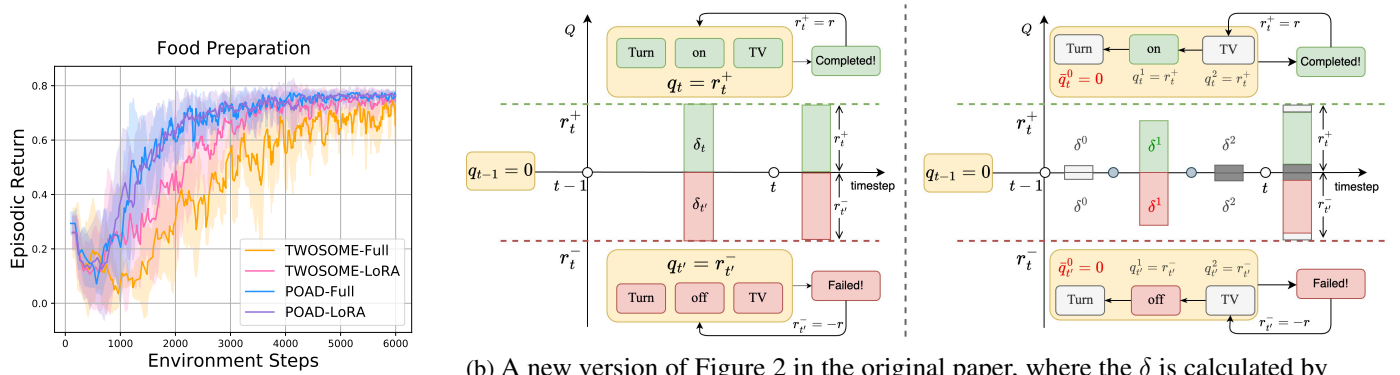 Food Preparation
Episodic Return
0.8
0.6
0.4
0.2
0.0
TWOSOME-Full
TWOSOME-LoRA
POAD-Full
POAD-LoRA
0 1000 2000 3000 4000 5000 6000
Environment Steps
Q
r_t^+ = r
Turn on TV
Completed!
q_t = r_t^+
r_t^+
δ_t
r_t^+
q_{t-1} = 0
t − 1
t
timestep
δ_{t'}
r_{t'}^-
r_t^-
q_{t'} = r_{t'}^-
Turn off TV
Failed!
r_{t'}^- = −r
Q
r_t^+ = r
Turn on TV
Completed!
q̄_t^0 = 0 q_t^1 = r_t^+ q_t^2 = r_t^+
r_t^+
δ^0 δ^1 δ^2
r_t^+
q_{t-1} = 0
t − 1
t
timestep
δ^0 δ^1 δ^2
r_{t'}^-
r_t^-
q̄_{t'}^0 = 0 q_{t'}^1 = r_{t'}^- q_{t'}^2 = r_{t'}^-
Turn off TV
Failed!
r_{t'}^- = −r
(b) A new version of Figure 2 in the original paper, where the δ is calculated by